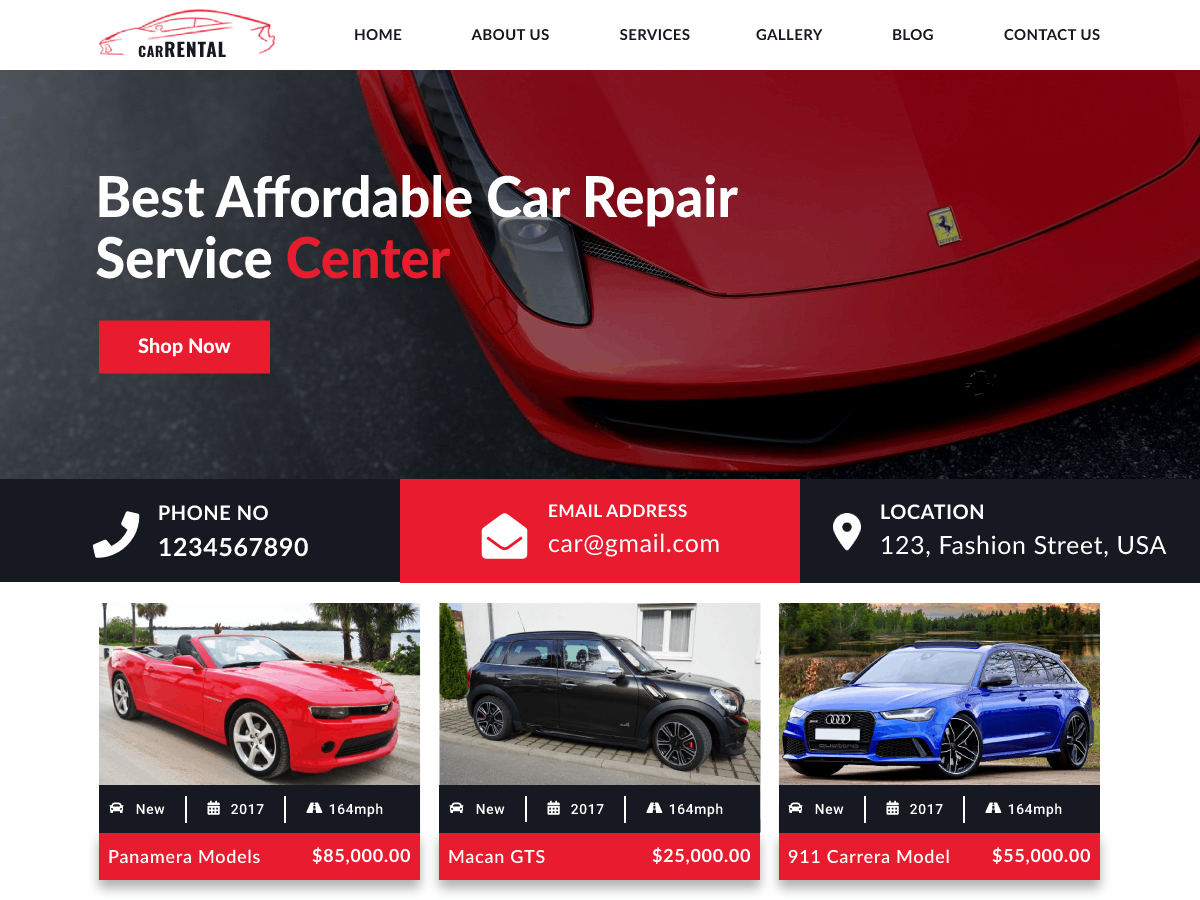 carRENTAL
HOME ABOUT US SERVICES GALLERY BLOG CONTACT US
Best Affordable Car Repair
Service Center
Shop Now
PHONE NO
1234567890
EMAIL ADDRESS
car@gmail.com
LOCATION
123, Fashion Street, USA
New 2017 164mph
Panamera Models $85,000.00
New 2017 164mph
Macan GTS $25,000.00
quattro
New 2017 164mph
911 Carrera Model $55,000.00